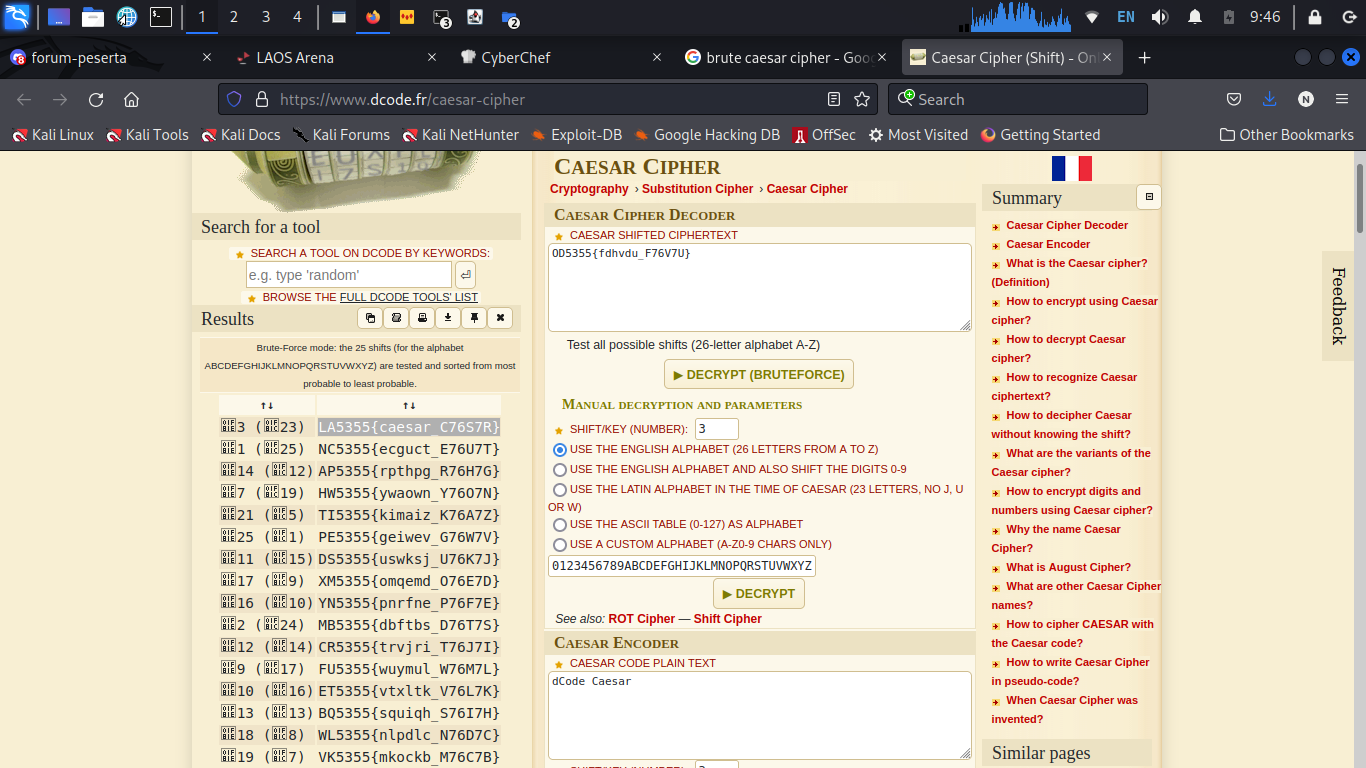 1 2 3 4 3 2 EN 9:46
forum-peserta LAOS Arena CyberChef brute caesar cipher - Goo Caesar Cipher (Shift) - Onl
https://www.dcode.fr/caesar-cipher Search N
Kali Linux Kali Tools Kali Docs Kali Forums Kali NetHunter Exploit-DB Google Hacking DB OffSec Most Visited Getting Started Other Bookmarks
Search for a tool
SEARCH A TOOL ON DCODE BY KEYWORDS:
e.g. type 'random'
BROWSE THE FULL DCODE TOOLS' LIST
Results
Brute-Force mode: the 25 shifts (for the alphabet
ABCDEFGHIJKLMNOPQRSTUVWXYZ) are tested and sorted from most
probable to least probable.
↑↓ ↑↓
3 (23) LA5355{caesar_C76S7R}
1 (25) NC5355{ecguct_E76U7T}
14 (12) AP5355{rpthpg_R76H7G}
7 (19) HW5355{ywaown_Y76O7N}
21 (5) TI5355{kimaiz_K76A7Z}
25 (1) PE5355{geiwev_G76W7V}
11 (15) DS5355{uswksj_U76K7J}
17 (9) XM5355{omqemd_O76E7D}
16 (10) YN5355{pnrfne_P76F7E}
2 (24) MB5355{dbftbs_D76T7S}
12 (14) CR5355{trvjri_T76J7I}
9 (17) FU5355{wuymul_W76M7L}
10 (16) ET5355{vtxltk_V76L7K}
13 (13) BQ5355{squiqh_S76I7H}
18 (8) WL5355{nlpdlc_N76D7C}
19 (7) VK5355{mkockb_M76C7B}
CAESAR CIPHER
Cryptography › Substitution Cipher › Caesar Cipher
CAESAR CIPHER DECODER
CAESAR SHIFTED CIPHERTEXT
OD5355{fdhvdu_F76V7U}
Test all possible shifts (26-letter alphabet A-Z)
▶ DECRYPT (BRUTEFORCE)
MANUAL DECRYPTION AND PARAMETERS
SHIFT/KEY (NUMBER): 3
USE THE ENGLISH ALPHABET (26 LETTERS FROM A TO Z)
USE THE ENGLISH ALPHABET AND ALSO SHIFT THE DIGITS 0-9
USE THE LATIN ALPHABET IN THE TIME OF CAESAR (23 LETTERS, NO J, U
OR W)
USE THE ASCII TABLE (0-127) AS ALPHABET
USE A CUSTOM ALPHABET (A-Z0-9 CHARS ONLY)
0123456789ABCDEFGHIJKLMNOPQRSTUVWXYZ
▶ DECRYPT
See also: ROT Cipher — Shift Cipher
CAESAR ENCODER
CAESAR CODE PLAIN TEXT
dCode Caesar
Summary
Caesar Cipher Decoder
Caesar Encoder
What is the Caesar cipher?
(Definition)
How to encrypt using Caesar
cipher?
How to decrypt Caesar
cipher?
How to recognize Caesar
ciphertext?
How to decipher Caesar
without knowing the shift?
What are the variants of the
Caesar cipher?
How to encrypt digits and
numbers using Caesar cipher?
Why the name Caesar
Cipher?
What is August Cipher?
What are other Caesar Cipher
names?
How to cipher CAESAR with
the Caesar code?
How to write Caesar Cipher
in pseudo-code?
When Caesar Cipher was
invented?
Similar pages
Feedback